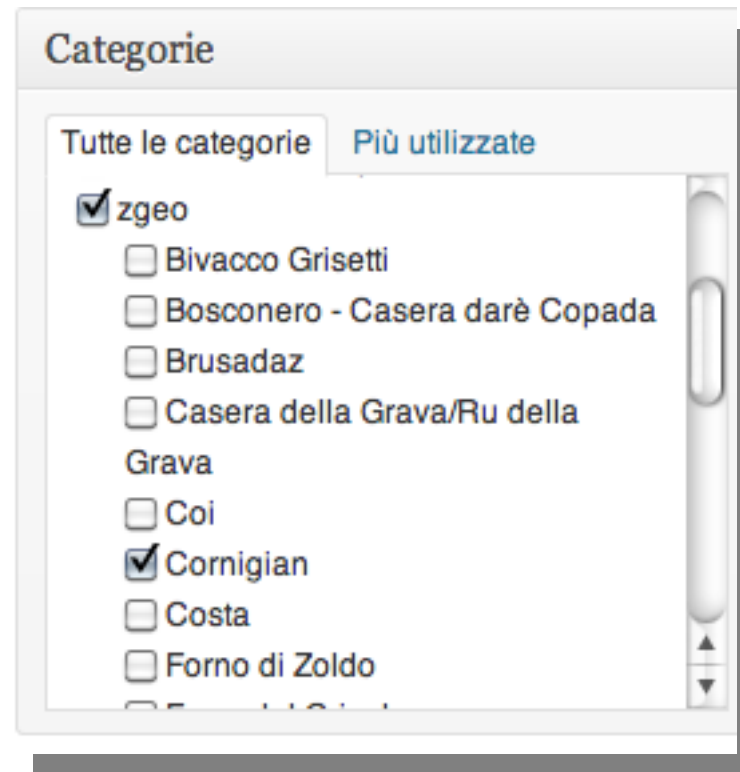 Categorie
Tutte le categorie Più utilizzate
zgeo
Bivacco Grisetti
Bosconero - Casera darè Copada
Brusadaz
Casera della Grava/Ru della
Grava
Coi
Cornigian
Costa
Forno di Zoldo